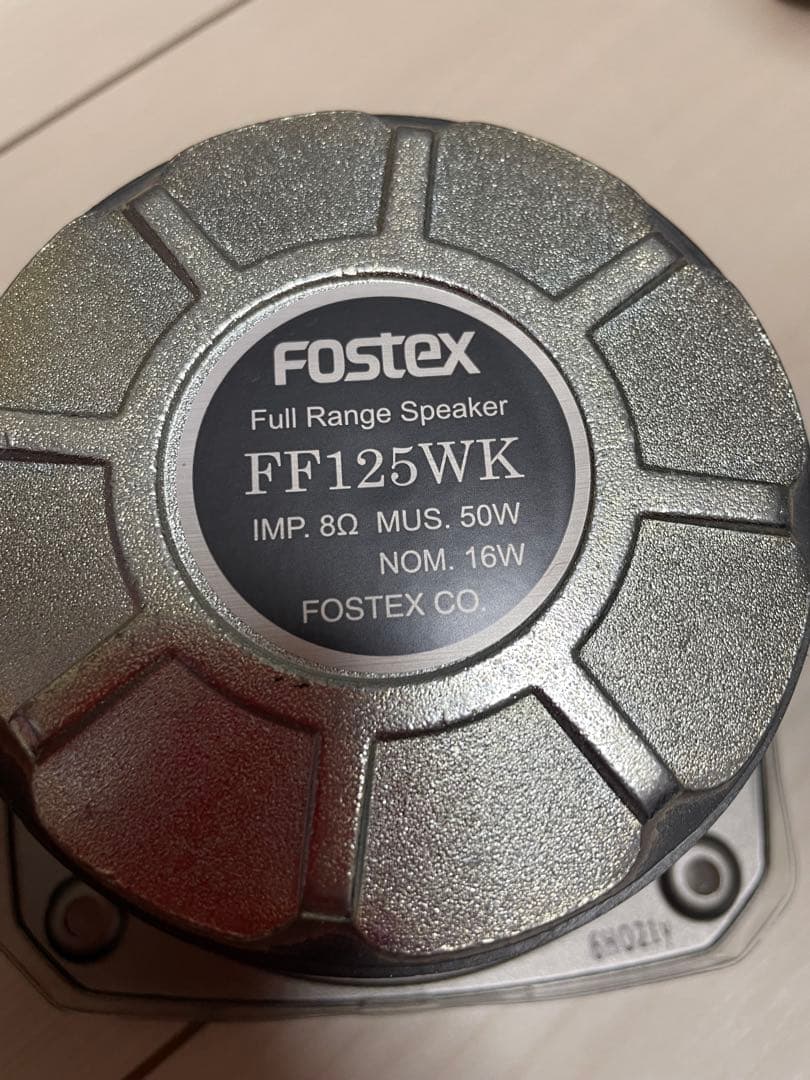 FOSTEX
Full Range Speaker
FF125WK
IMP. 8Ω MUS. 50W
NOM. 16W
FOSTEX CO.